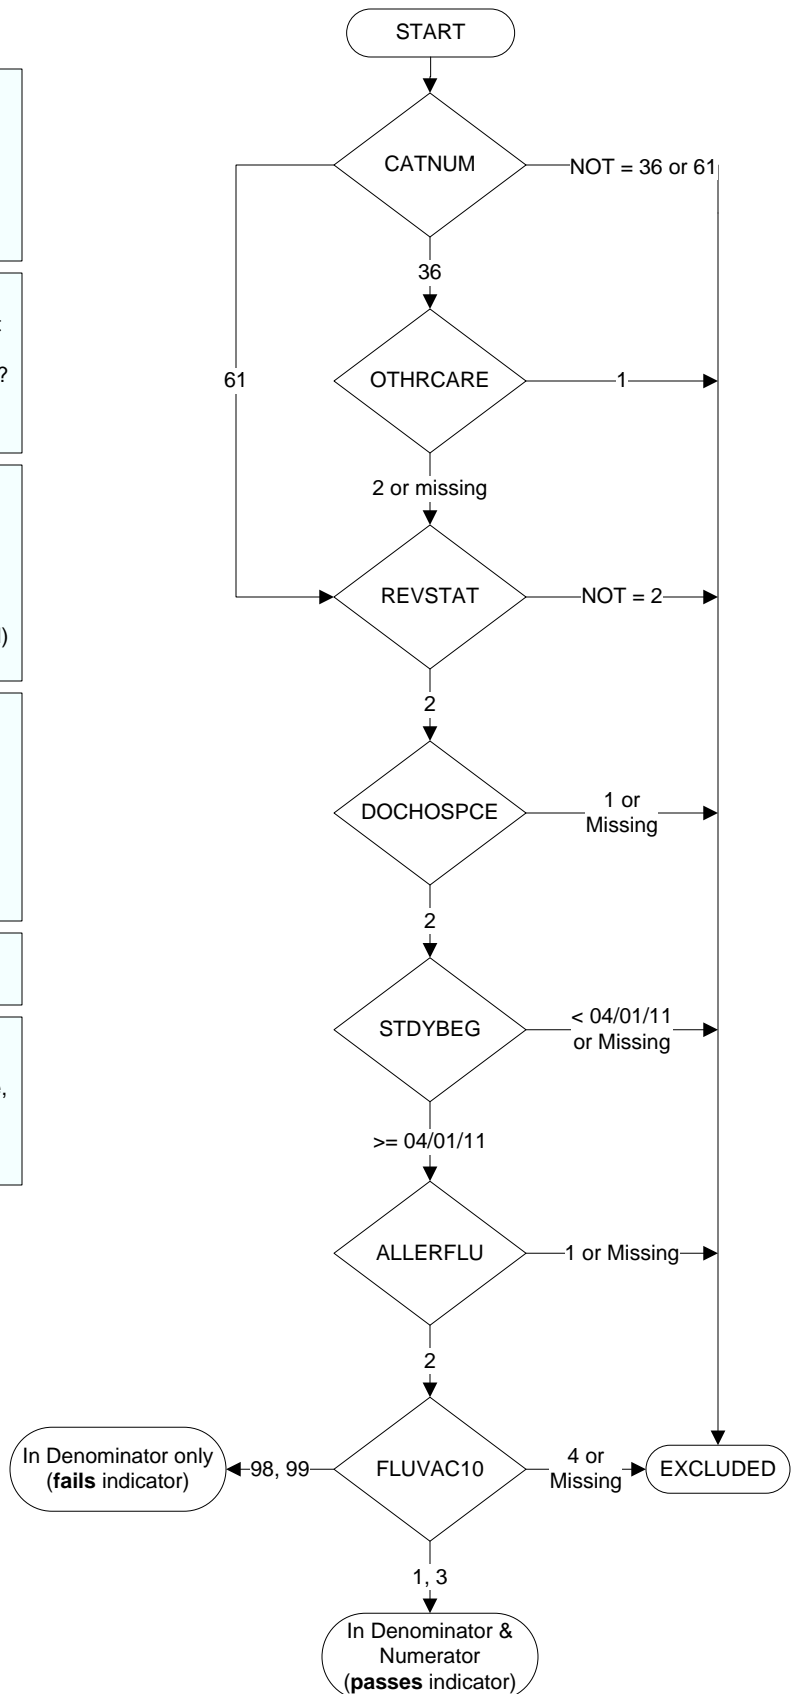 START
CATNUM
NOT = 36 or 61
36
OTHRCARE
1
61
?
2 or missing
REVSTAT
NOT = 2
)
2
DOCHOSPCE
1 or
Missing
2
STDYBEG
< 04/01/11
or Missing
,
>= 04/01/11
ALLERFLU
1 or Missing
2
In Denominator only
(fails indicator)
98, 99
FLUVAC10
4 or
Missing
EXCLUDED
1, 3
In Denominator &
Numerator
(passes indicator)